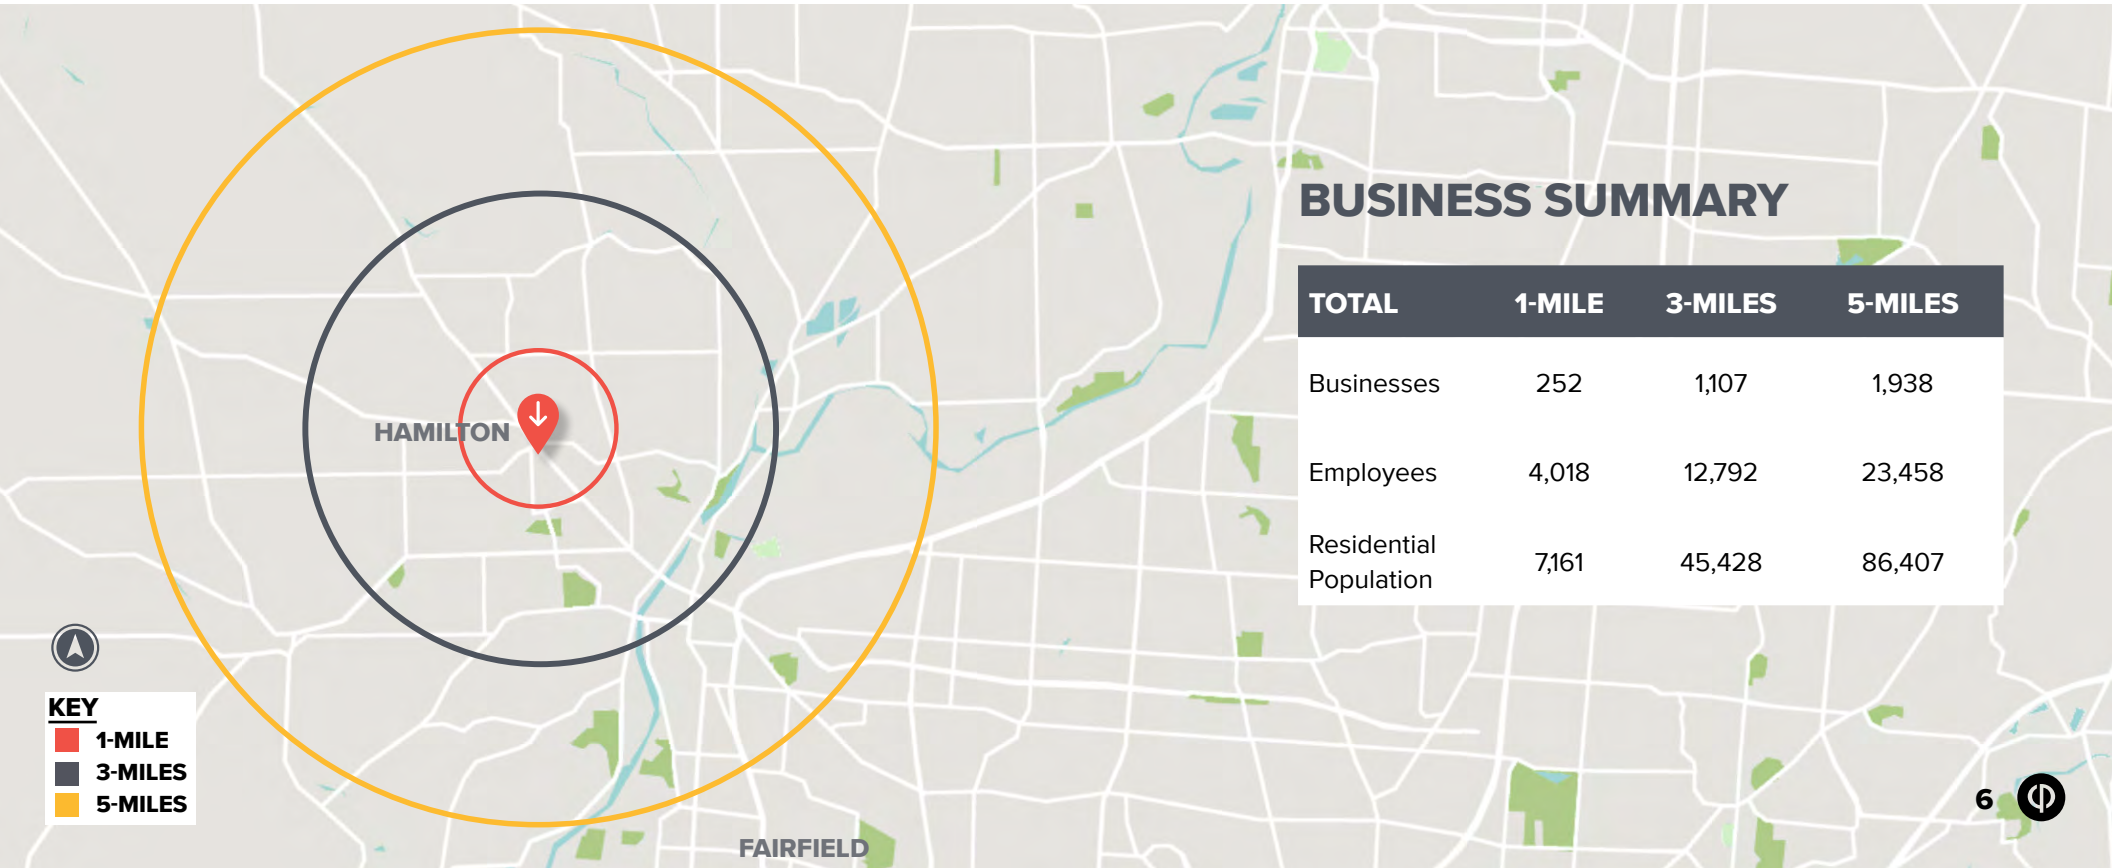 BUSINESS SUMMARY
TOTAL 1-MILE 3-MILES 5-MILES
Businesses 252 1,107 1,938
Employees 4,018 12,792 23,458
Residential
Population 7,161 45,428 86,407
HAMILTON
KEY
1-MILE
3-MILES
5-MILES
FAIRFIELD
6